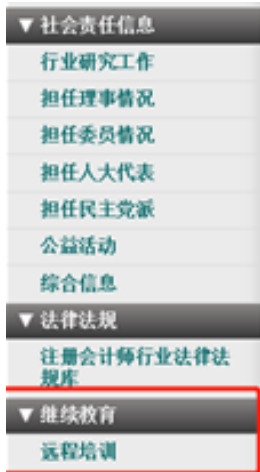 ▼ 社会责任信息
行业研究工作
担任理事情况
担任委员情况
担任人大代表
担任民主党派
公益活动
综合信息
▼ 法律法规
注册会计师行业法律法
规库
▼ 继续教育
远程培训